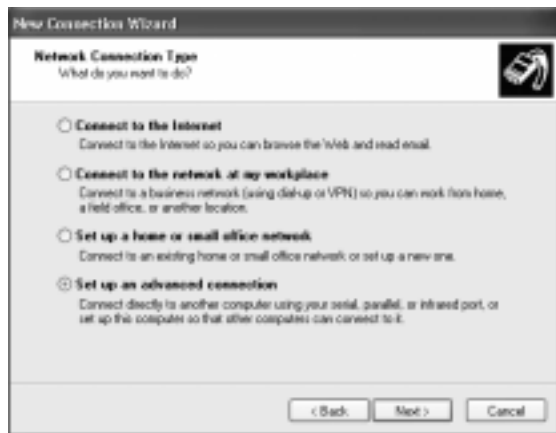 New Connection Wizard
Network Connection Type
What do you want to do?
Connect to the Internet
Connect to the Internet so you can browse the Web and read email.
Connect to the network at my workplace
Connect to a business network (using dial-up or VPN) so you can work from home,
a field office, or another location.
Set up a home or small office network
Connect to an existing home or small office network or set up a new one.
Set up an advanced connection
Connect directly to another computer using your serial, parallel, or infrared port, or
set up this computer so that other computers can connect to it.
< Back
Next >
Cancel